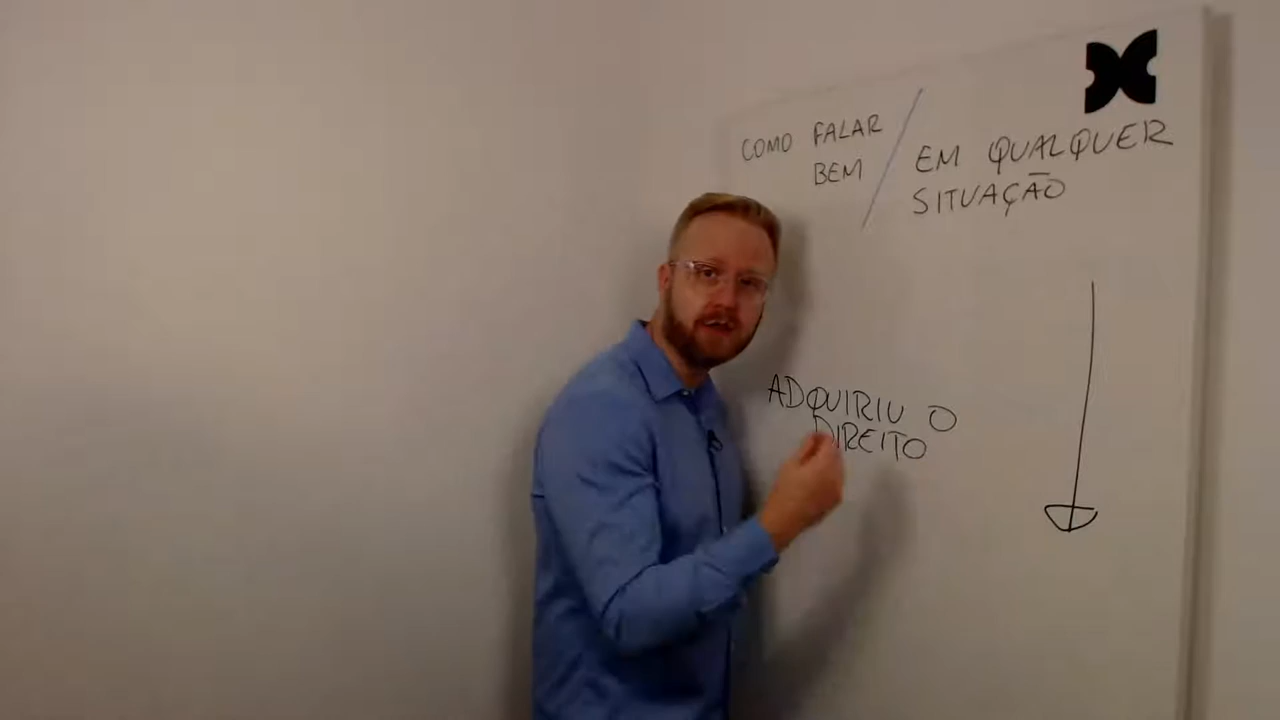 COMO FALAR
BEM
EM QUALQUER
SITUAÇÃO
ADQUIRIU O
DIREITO